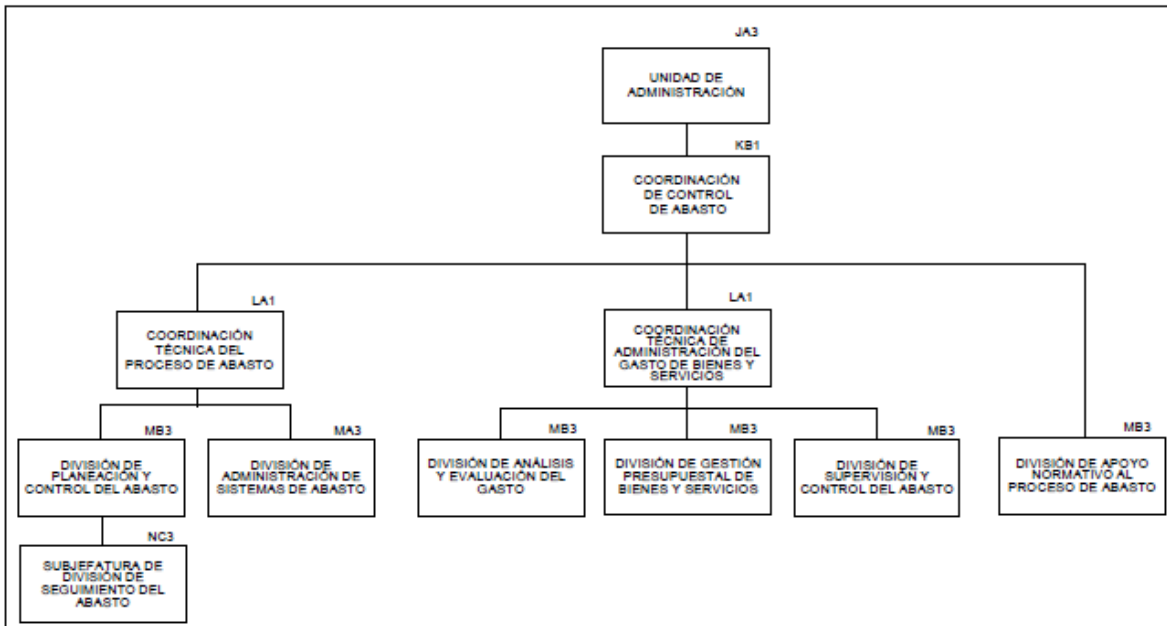 JA3
UNIDAD DE
ADMINISTRACIÓN
KB1
COORDINACIÓN
DE CONTROL
DE ABASTO
LA1
COORDINACIÓN
TÉCNICA DEL
PROCESO DE ABASTO
LA1
COORDINACIÓN
TÉCNICA DE
ADMINISTRACIÓN DEL
GASTO DE BIENES Y
SERVICIOS
MB3
DIVISIÓN DE
PLANEACIÓN Y
CONTROL DEL ABASTO
MA3
DIVISIÓN DE
ADMINISTRACIÓN DE
SISTEMAS DE ABASTO
MB3
DIVISIÓN DE ANÁLISIS
Y EVALUACIÓN DEL
GASTO
MB3
DIVISIÓN DE GESTIÓN
PRESUPUESTAL DE
BIENES Y SERVICIOS
MB3
DIVISIÓN DE
SUPERVISIÓN Y
CONTROL DEL ABASTO
MB3
DIVISIÓN DE APOYO
NORMATIVO AL
PROCESO DE ABASTO
NC3
SUBJEFATURA DE
DIVISIÓN DE
SEGUIMIENTO DEL
ABASTO